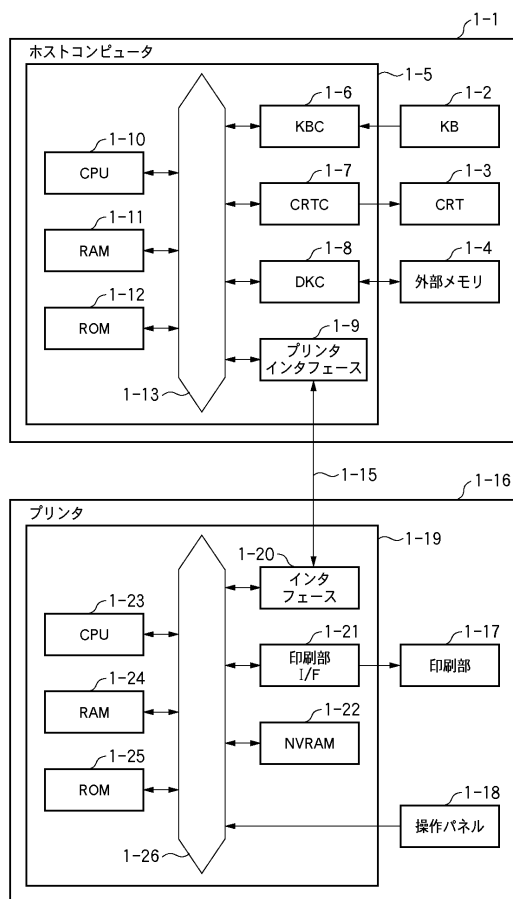 1-1
ホストコンピュータ
1-5
1-6
KBC
1-2
KB
1-10
CPU
1-7
CRTC
1-3
CRT
1-11
RAM
1-8
DKC
1-4
外部メモリ
1-12
ROM
1-9
プリンタ
インタフェース
1-13
1-15
1-16
プリンタ
1-19
1-20
インタ
フェース
1-23
CPU
1-21
印刷部
I/F
1-17
印刷部
1-24
RAM
1-22
NVRAM
1-25
ROM
1-18
操作パネル
1-26